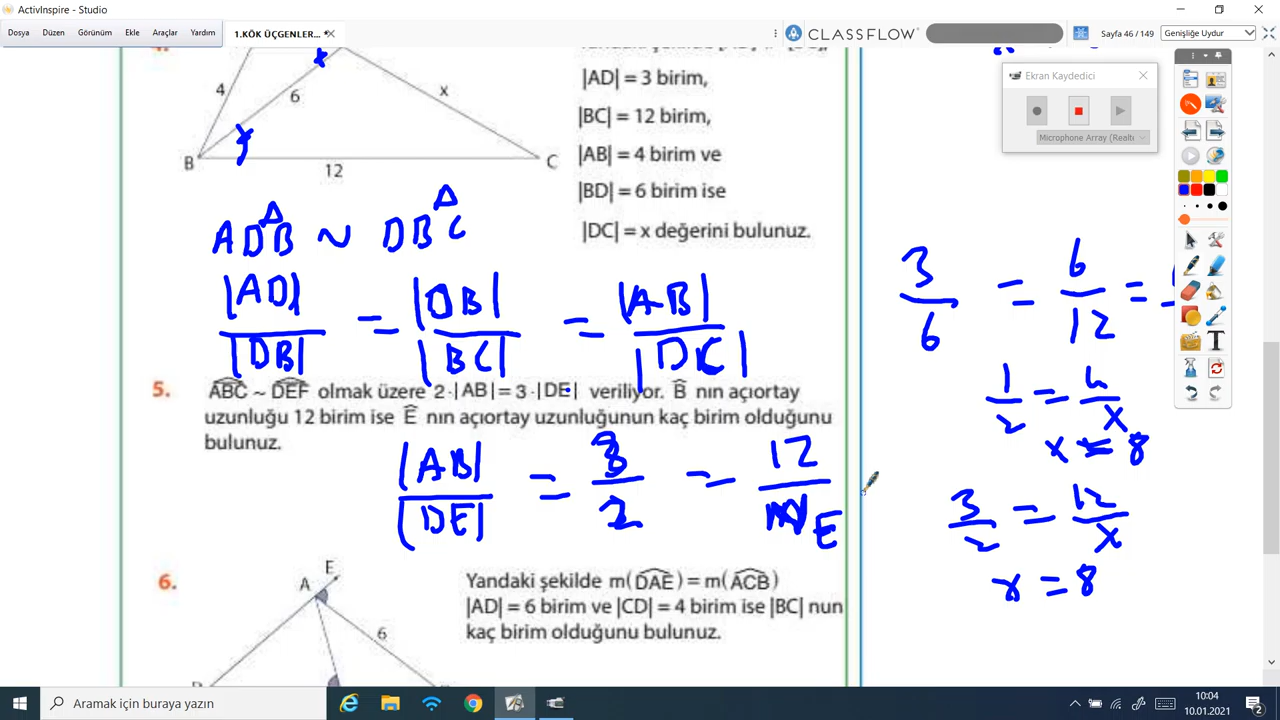 ActivInspire - Studio
Dosya Düzen Görünüm Ekle Araçlar Yardım
1.KÖK ÜÇGENLER...
CLASSFLOW
Sayfa 46 / 149
Genişliğe Uydur
Ekran Kaydedici
Microphone Array (Realte
4
6
x
B
12
C
|AD| = 3 birim,
|BC| = 12 birim,
|AB| = 4 birim ve
|BD| = 6 birim ise
|DC| = x değerini bulunuz.
ADB ~ DBC
|AD| / |DB| = |DB| / |BC| = |AB| / |DC|
3/6 = 6/12 =
1/2 = 4/x
x = 8
5. ABC ~ DEF olmak üzere 2·|AB| = 3·|DE| veriliyor. B nın açıortay
uzunluğu 12 birim ise E nın açıortay uzunluğunun kaç birim olduğunu
bulunuz.
|AB| / |DE| = 3/2 = 12 /
E
3/2 = 12/x
x = 8
6.
E
A
6
Yandaki şekilde m(DAE) = m(ACB)
|AD| = 6 birim ve |CD| = 4 birim ise |BC| nun
kaç birim olduğunu bulunuz.
Aramak için buraya yazın
10:04
10.01.2021
2